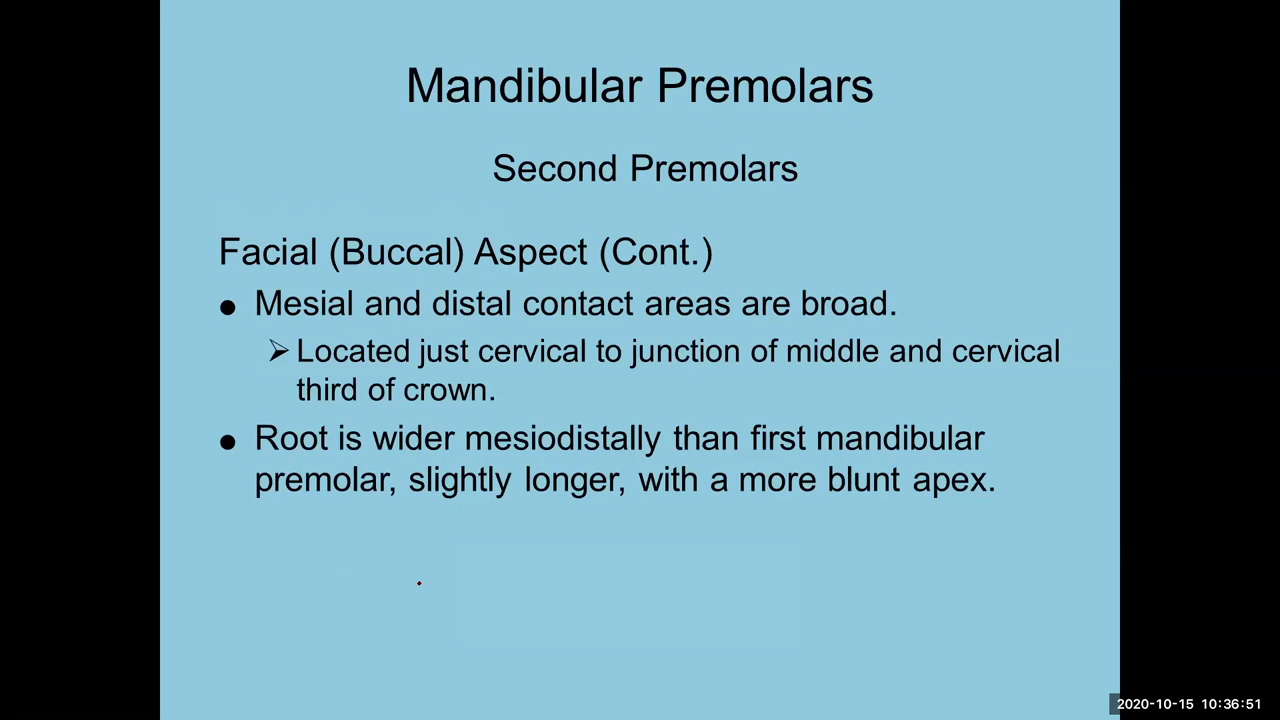 Mandibular Premolars
Second Premolars
Facial (Buccal) Aspect (Cont.)
● Mesial and distal contact areas are broad.
➢ Located just cervical to junction of middle and cervical
third of crown.
● Root is wider mesiodistally than first mandibular
premolar, slightly longer, with a more blunt apex.
2020-10-15 10:36:51